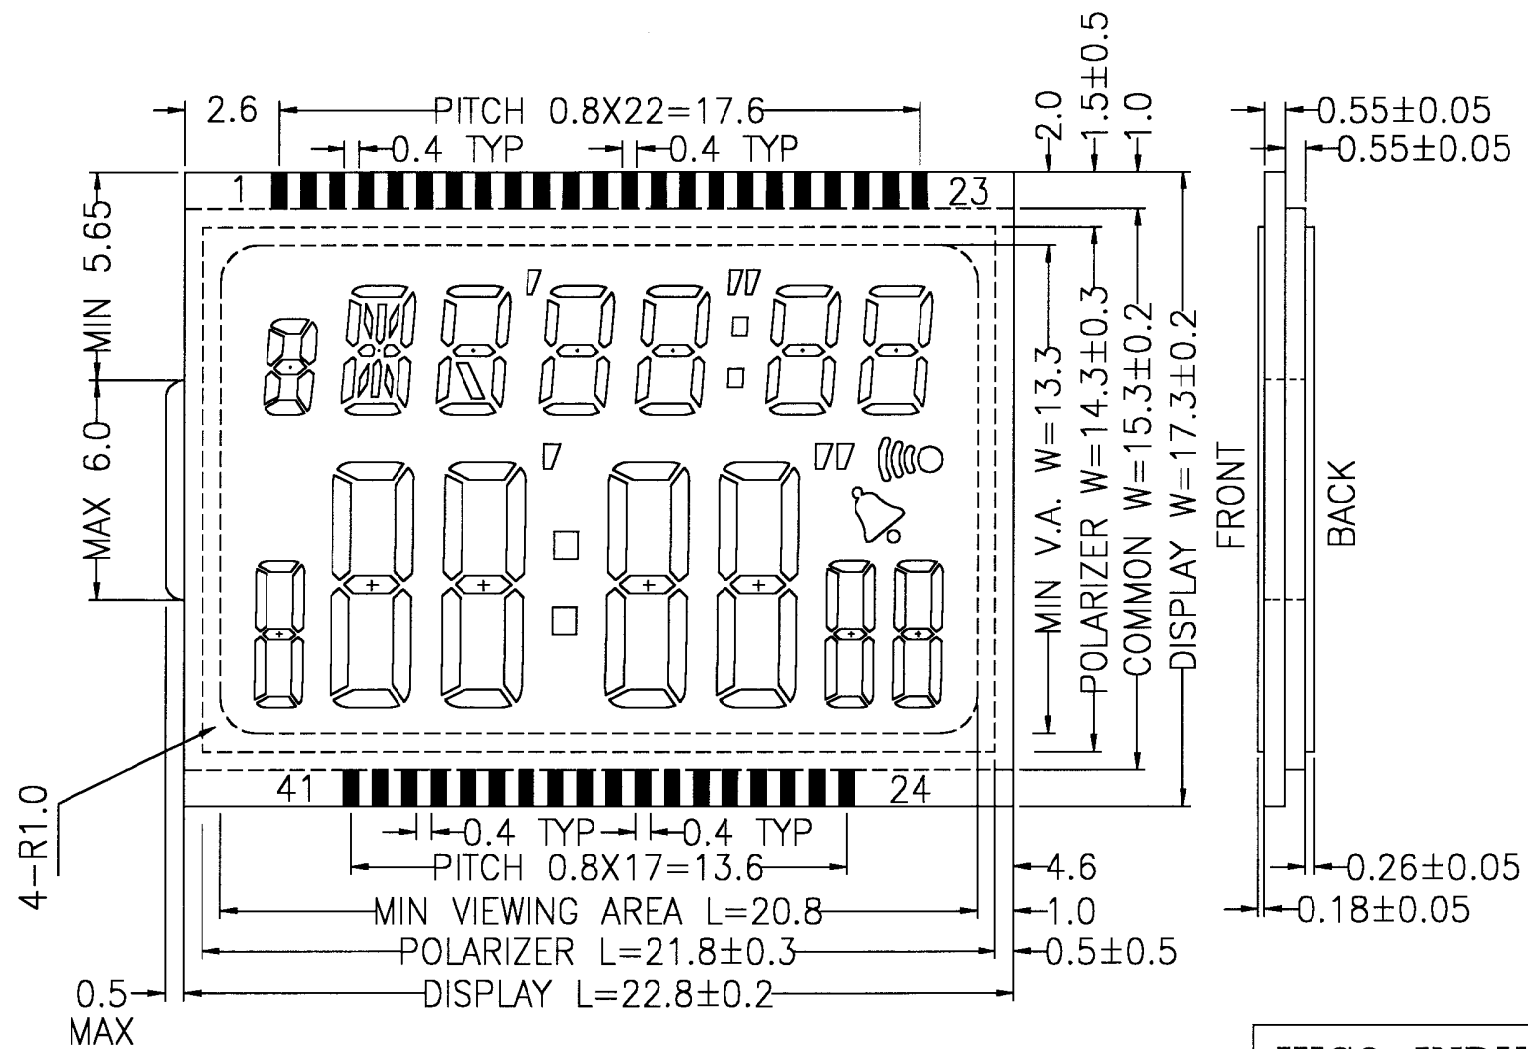 2.6
PITCH 0.8X22=17.6
0.4 TYP
0.4 TYP
2.0
1.5±0.5
1.0
0.55±0.05
0.55±0.05
1
23
MIN 5.65
MAX 6.0
MIN V.A. W=13.3
POLARIZER W=14.3±0.3
COMMON W=15.3±0.2
DISPLAY W=17.3±0.2
FRONT
BACK
41
24
4-R1.0
0.4 TYP
0.4 TYP
PITCH 0.8X17=13.6
4.6
0.26±0.05
MIN VIEWING AREA L=20.8
1.0
0.18±0.05
POLARIZER L=21.8±0.3
0.5±0.5
0.5
MAX
DISPLAY L=22.8±0.2